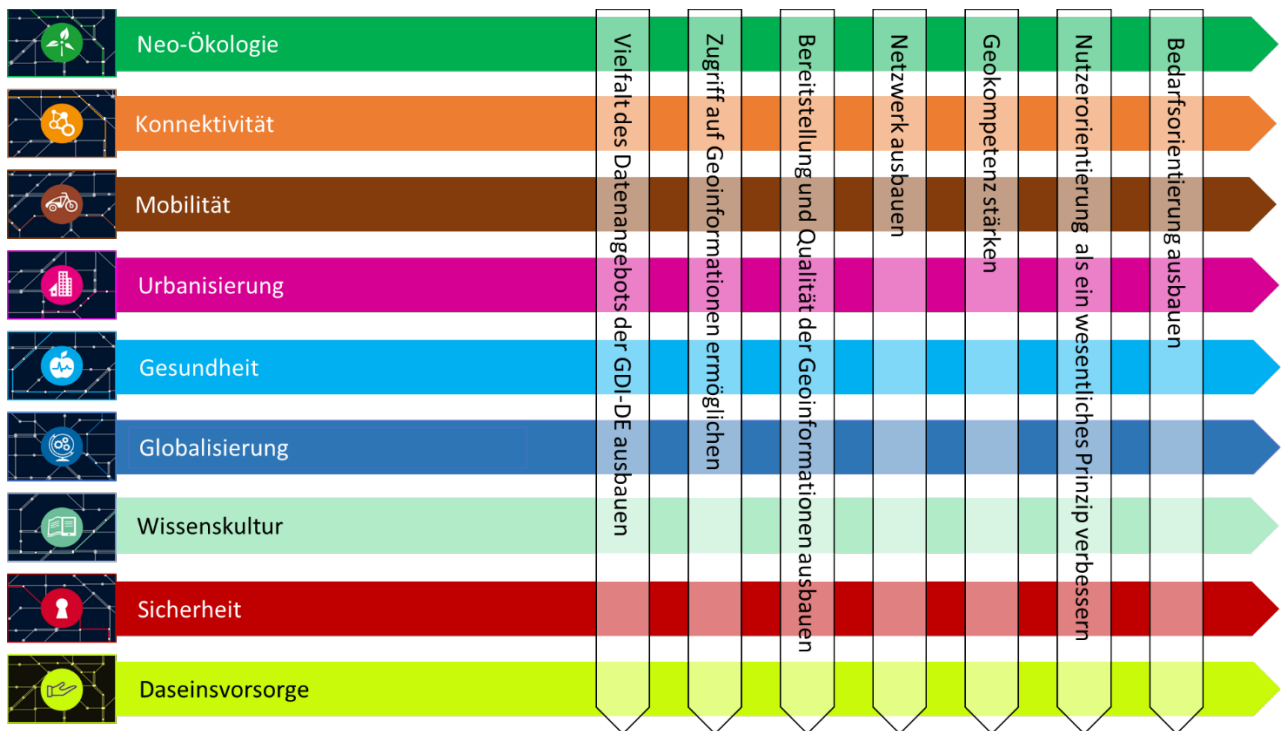 Neo-Ökologie
Konnektivität
Mobilität
Urbanisierung
Gesundheit
Globalisierung
Wissenskultur
Sicherheit
Daseinsvorsorge
Vielfalt des Datenangebots der GDI-DE ausbauen
Zugriff auf Geoinformationen ermöglichen
Bereitstellung und Qualität der Geoinformationen ausbauen
Netzwerk ausbauen
Geokompetenz stärken
Nutzerorientierung als ein wesentliches Prinzip verbessern
Bedarfsorientierung ausbauen